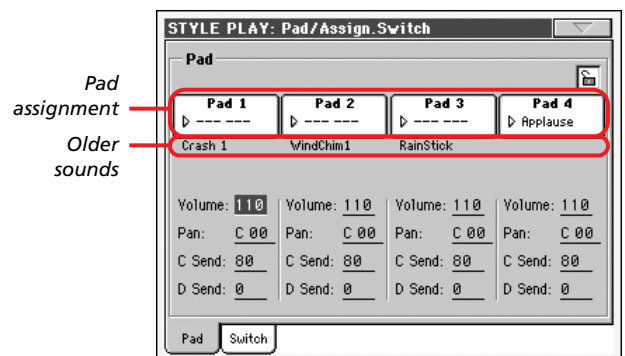 STYLE PLAY: Pad/Assign.Switch
Pad
Pad assignment
Pad 1 Pad 2 Pad 3 Pad 4
--- --- --- --- --- --- Applause
Older sounds
Crash 1 WindChim1 RainStick
Volume: 110 Volume: 110 Volume: 110 Volume: 110
Pan: C 00 Pan: C 00 Pan: C 00 Pan: C 00
C Send: 80 C Send: 80 C Send: 80 C Send: 80
D Send: 0 D Send: 0 D Send: 0 D Send: 0
Pad Switch